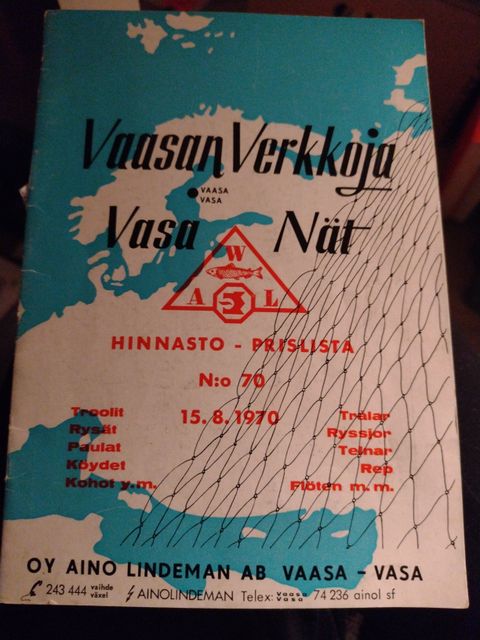 Vaasan Verkkoja
VAASA
VASA
Vasa Nät
W
A L
HINNASTO - PRISLISTA
N:o 70
15.8.1970
Troolit
Rysät
Paulat
Köydet
Kohot y.m.
Trålar
Ryssjor
Telnar
Rep
Flöten m.m.
OY AINO LINDEMAN AB VAASA - VASA
243 444 vaihde växel AINOLINDEMAN Telex: vaasa vasa 74 236 ainol sf